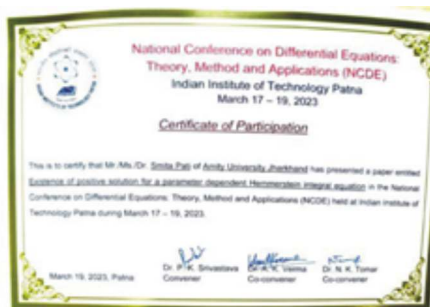 National Conference on Differential Equations:
Theory, Method and Applications (NCDE)
Indian Institute of Technology Patna
March 17 – 19, 2023
Certificate of Participation
This is to certify that Mr./Ms./Dr. Smita Pati of Amity University Jharkhand has presented a paper entitled
Existence of positive solution for a parameter dependent Hammerstein integral equation in the National
Conference on Differential Equations: Theory, Method and Applications (NCDE) held at Indian Institute of
Technology Patna during March 17 – 19, 2023.
March 19, 2023, Patna
Dr. P. K. Srivastava
Convener
Dr. A. K. Verma
Co-convener
Dr. N. K. Tomar
Co-convener